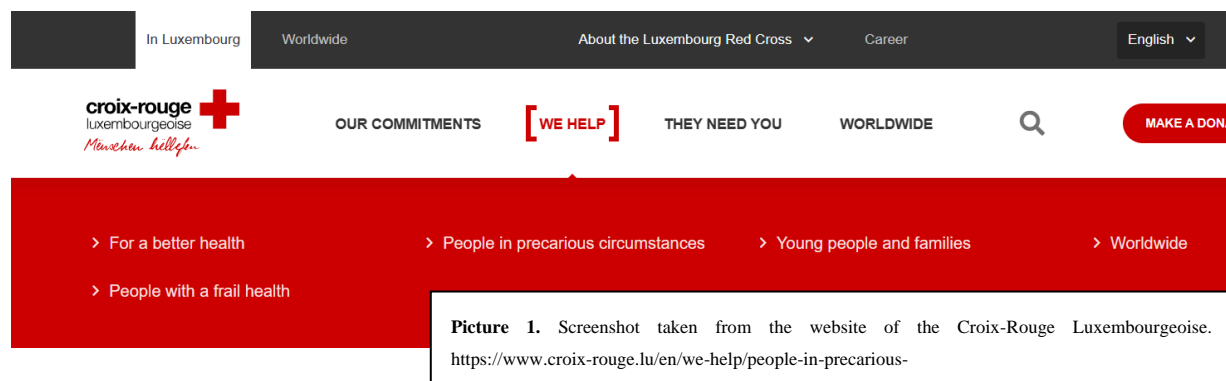 In Luxembourg Worldwide About the Luxembourg Red Cross Career English
croix-rouge
luxembourgeoise
Mënschen hëllefen
OUR COMMITMENTS [WE HELP] THEY NEED YOU WORLDWIDE MAKE A DON
> For a better health > People in precarious circumstances > Young people and families > Worldwide
> People with a frail health
Picture 1. Screenshot taken from the website of the Croix-Rouge Luxembourgeoise.
https://www.croix-rouge.lu/en/we-help/people-in-precarious-